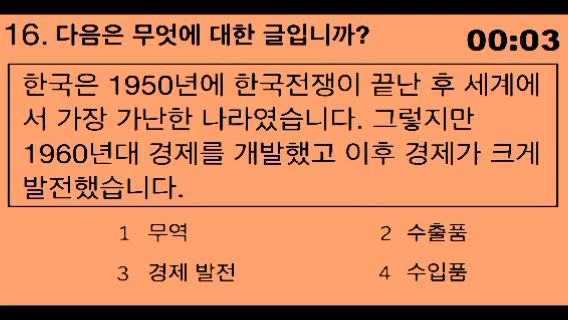 16. 다음은 무엇에 대한 글입니까?
00:03
한국은 1950년에 한국전쟁이 끝난 후 세계에
서 가장 가난한 나라였습니다. 그렇지만
1960년대 경제를 개발했고 이후 경제가 크게
발전했습니다.
1 무역
2 수출품
3 경제 발전
4 수입품